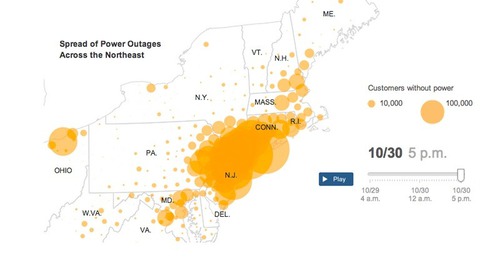 ME.
Spread of Power Outages
Across the Northeast
VT.
N.H.
Customers without power
10,000
100,000
N.Y.
MASS.
CONN.
R.I.
PA.
10/30 5 p.m.
OHIO
N.J.
Play
10/29
4 a.m.
10/30
12 a.m.
10/30
5 p.m.
MD.
W.VA.
DEL.
VA.